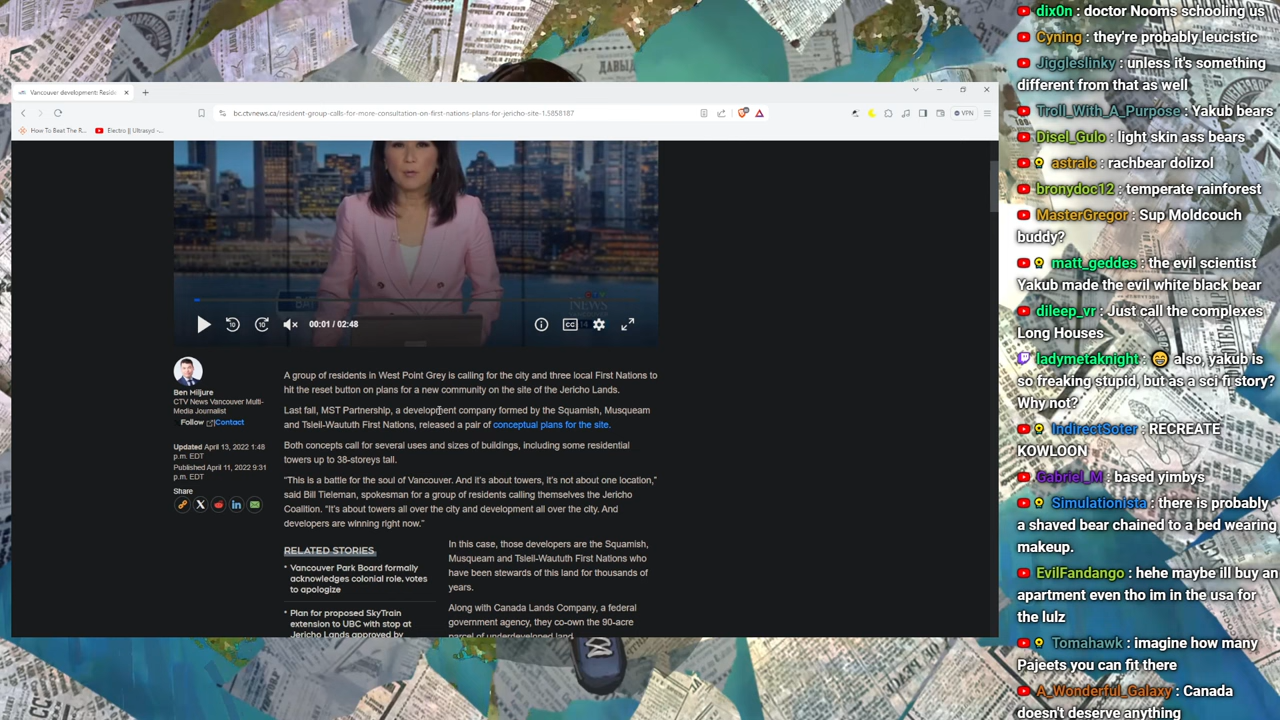 Vancouver development: Resid
bc.ctvnews.ca/resident-group-calls-for-more-consultation-on-first-nations-plans-for-jericho-site-1.5858187
VPN
How To Beat The R...
Electro || Ultrasyd -...
00:01 / 02:48
CC
NEWS
Ben Miljure
CTV News Vancouver Multi-
Media Journalist
Follow
Contact
Updated April 13, 2022 1:48
p.m. EDT
Published April 11, 2022 9:31
p.m. EDT
Share
A group of residents in West Point Grey is calling for the city and three local First Nations to
hit the reset button on plans for a new community on the site of the Jericho Lands.
Last fall, MST Partnership, a development company formed by the Squamish, Musqueam
and Tsleil-Waututh First Nations, released a pair of conceptual plans for the site.
Both concepts call for several uses and sizes of buildings, including some residential
towers up to 38-storeys tall.
“This is a battle for the soul of Vancouver. And it’s about towers, it’s not about one location,”
said Bill Tieleman, spokesman for a group of residents calling themselves the Jericho
Coalition. “It’s about towers all over the city and development all over the city. And
developers are winning right now.”
RELATED STORIES
Vancouver Park Board formally
acknowledges colonial role, votes
to apologize
Plan for proposed SkyTrain
extension to UBC with stop at
Jericho Lands approved by
In this case, those developers are the Squamish,
Musqueam and Tsleil-Waututh First Nations who
have been stewards of this land for thousands of
years.
Along with Canada Lands Company, a federal
government agency, they co-own the 90-acre
parcel of underdeveloped land.
dix0n : doctor Nooms schooling us
Cyning : they're probably leucistic
Jiggleslinky : unless it's something
different from that as well
Troll_With_A_Purpose : Yakub bears
Disel_Gulo : light skin ass bears
astralc : rachbear dolizol
bronydoc12 : temperate rainforest
MasterGregor : Sup Moldcouch
buddy?
matt_geddes : the evil scientist
Yakub made the evil white black bear
dileep_vr : Just call the complexes
Long Houses
ladymetaknight : 😁 also, yakub is
so freaking stupid, but as a sci fi story?
Why not?
IndirectSoter : RECREATE
KOWLOON
Gabriel_M : based yimbys
Simulationista : there is probably
a shaved bear chained to a bed wearing
makeup.
EvilFandango : hehe maybe ill buy an
apartment even tho im in the usa for
the lulz
Tomahawk : imagine how many
Pajeets you can fit there
A_Wonderful_Galaxy : Canada
doesn't deserve anything